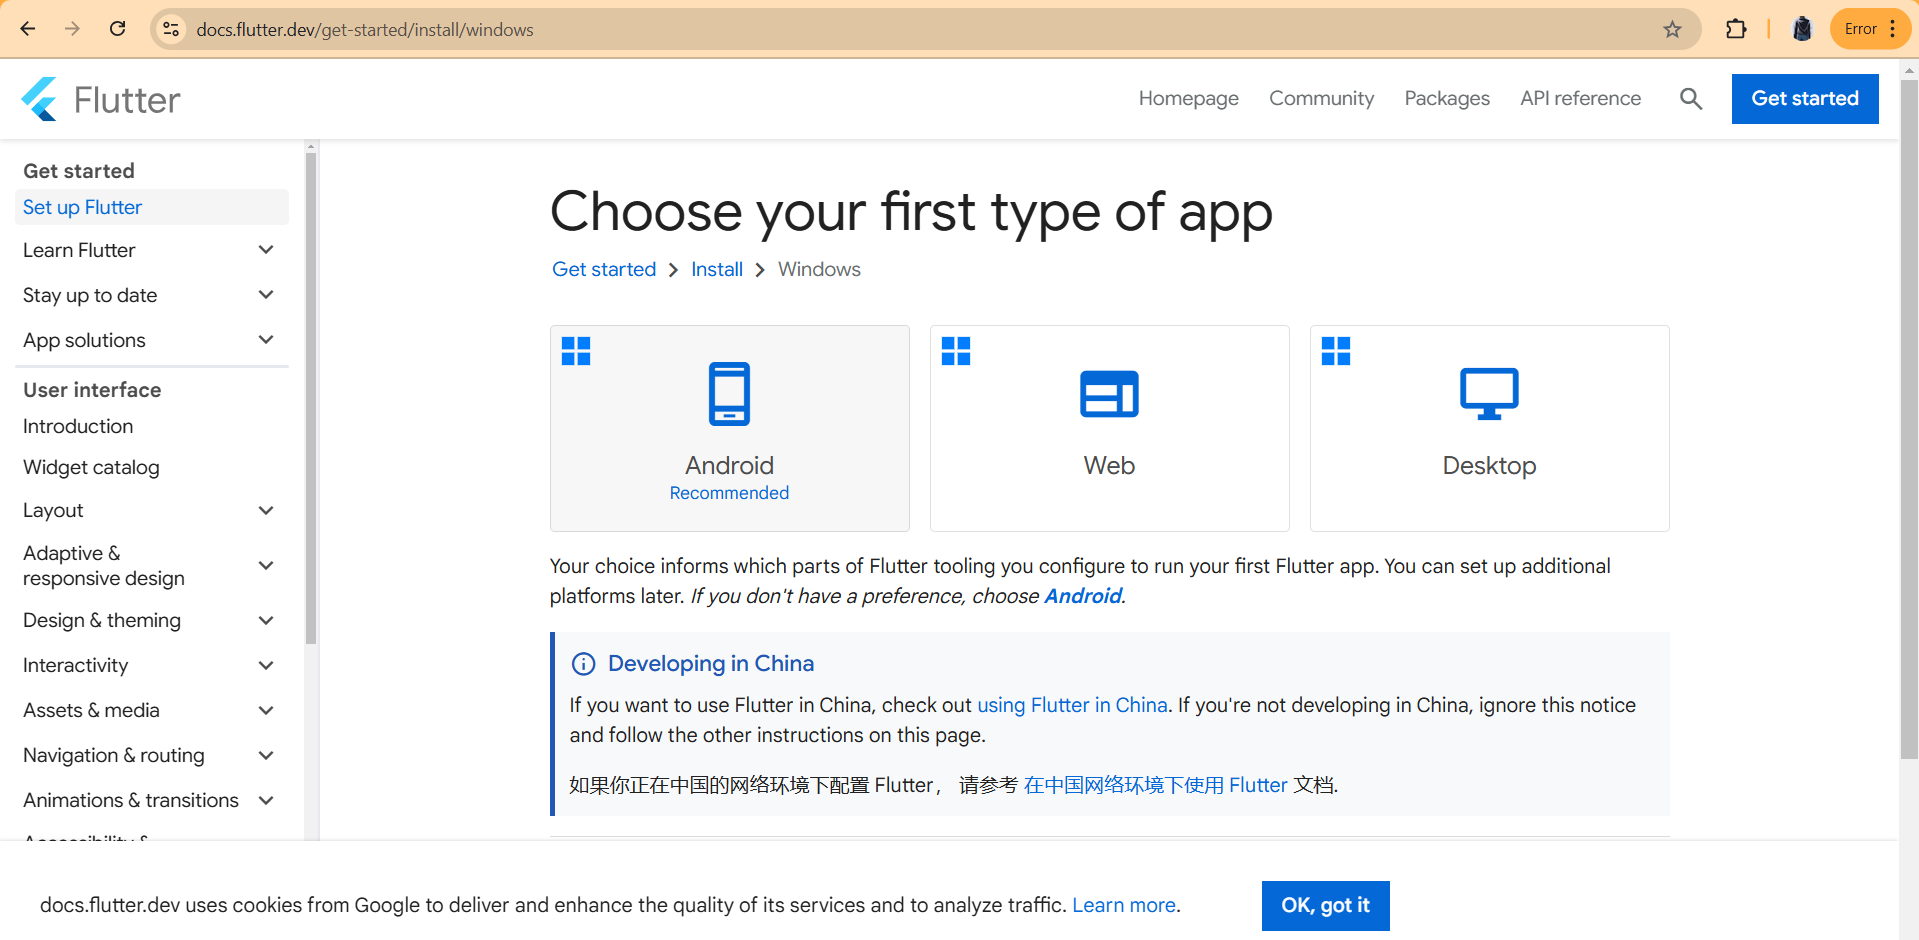 docs.flutter.dev/get-started/install/windows
Error
Flutter
Homepage
Community
Packages
API reference
Get started
Get started
Set up Flutter
Learn Flutter
Stay up to date
App solutions
User interface
Introduction
Widget catalog
Layout
Adaptive &
responsive design
Design & theming
Interactivity
Assets & media
Navigation & routing
Animations & transitions
Accessibility &
Choose your first type of app
Get started
Install
Windows
Android
Recommended
Web
Desktop
Your choice informs which parts of Flutter tooling you configure to run your first Flutter app. You can set up additional
platforms later. If you don't have a preference, choose Android.
Developing in China
If you want to use Flutter in China, check out using Flutter in China. If you're not developing in China, ignore this notice
and follow the other instructions on this page.
如果你正在中国的网络环境下配置 Flutter， 请参考 在中国网络环境下使用 Flutter 文档.
docs.flutter.dev uses cookies from Google to deliver and enhance the quality of its services and to analyze traffic. Learn more.
OK, got it